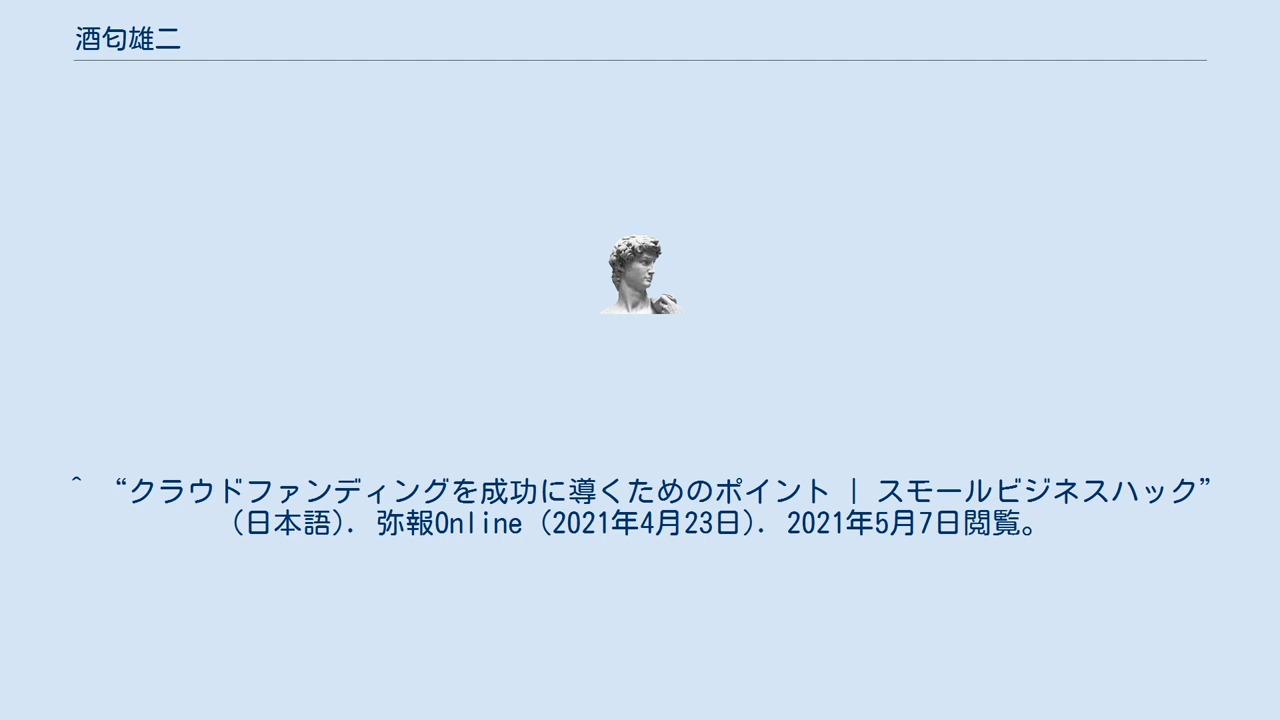 酒匂雄二
^ “クラウドファンディングを成功に導くためのポイント | スモールビジネスハック”
(日本語). 弥報Online (2021年4月23日). 2021年5月7日閲覧。